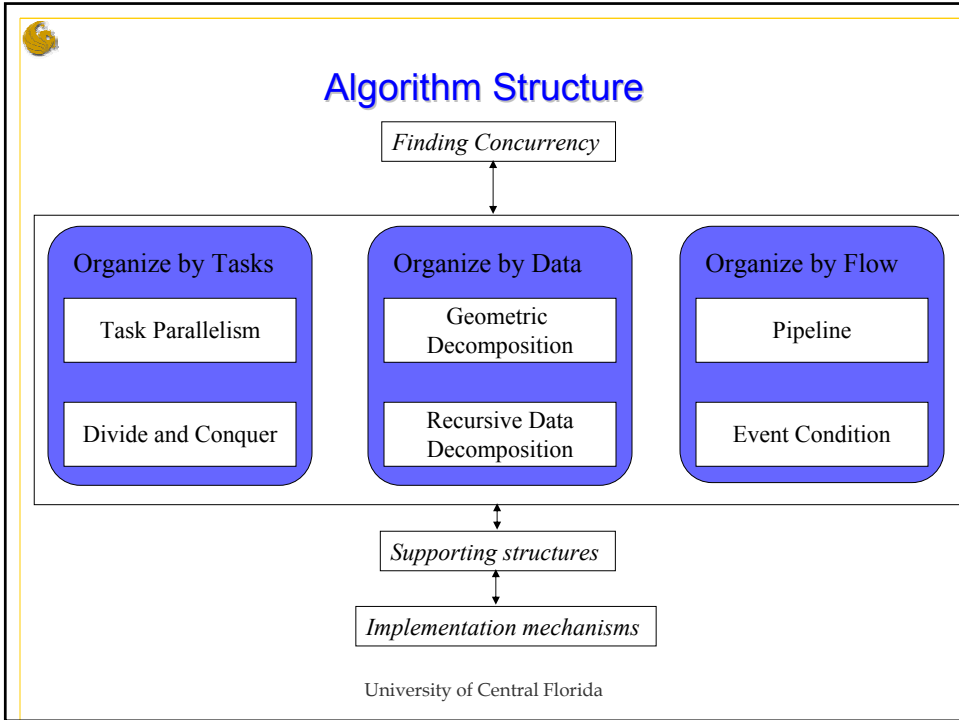 Algorithm Structure
Finding Concurrency
Organize by Tasks
Task Parallelism
Divide and Conquer
Organize by Data
Geometric
Decomposition
Recursive Data
Decomposition
Organize by Flow
Pipeline
Event Condition
Supporting structures
Implementation mechanisms
University of Central Florida